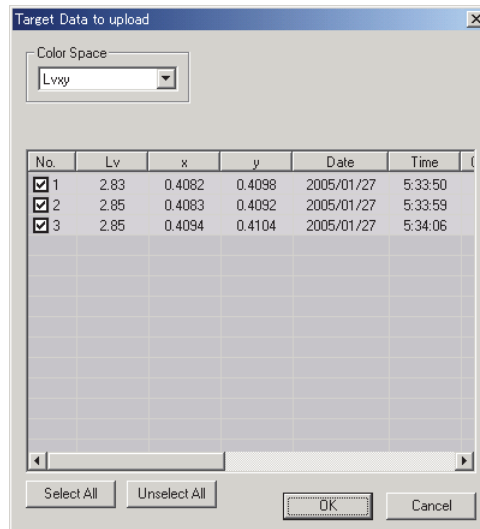 Target Data to upload
Color Space
Lvxy
No. Lv x y Date Time
1 2.83 0.4082 0.4098 2005/01/27 5:33:50
2 2.85 0.4083 0.4092 2005/01/27 5:33:59
3 2.85 0.4094 0.4104 2005/01/27 5:34:06
Select All Unselect All
OK Cancel